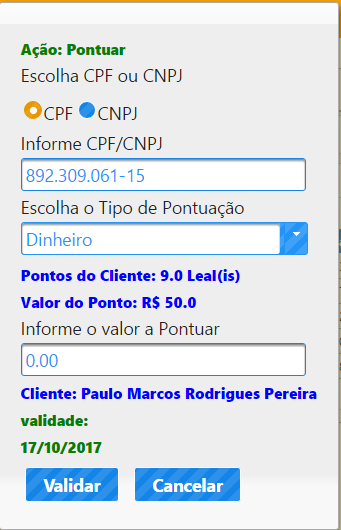 Ação: Pontuar
Escolha CPF ou CNPJ
CPF CNPJ
Informe CPF/CNPJ
892.309.061-15
Escolha o Tipo de Pontuação
Dinheiro
Pontos do Cliente: 9.0 Leal(is)
Valor do Ponto: R$ 50.0
Informe o valor a Pontuar
0.00
Cliente: Paulo Marcos Rodrigues Pereira
validade:
17/10/2017
Validar Cancelar